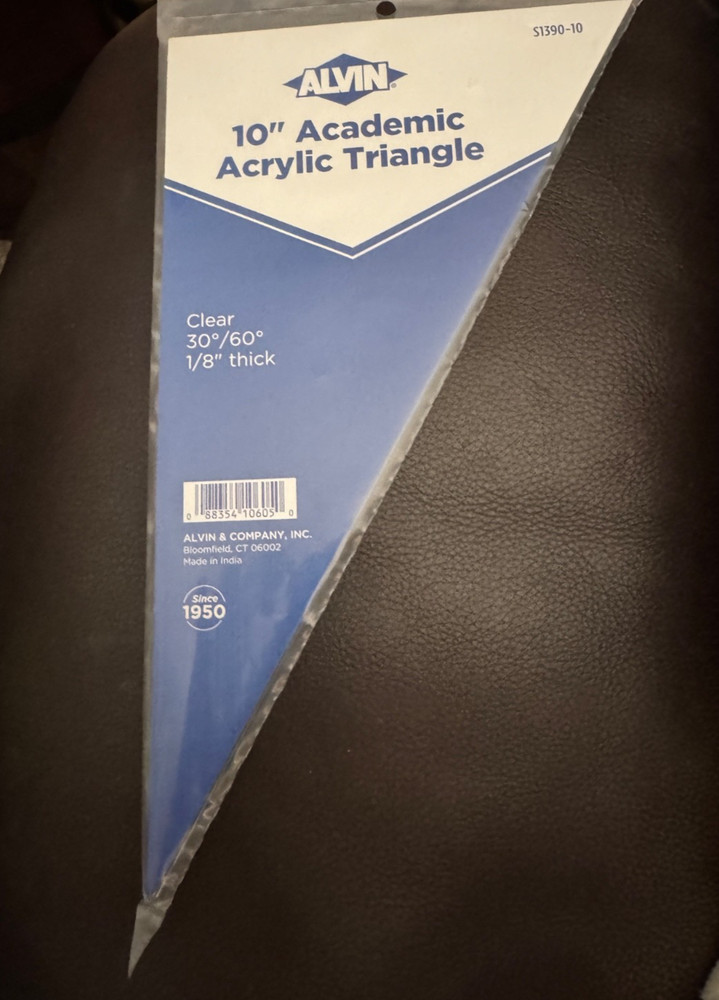 S1390-10
ALVIN®
10" Academic
Acrylic Triangle
Clear
30°/60°
1/8" thick
0 88354 10605 0
ALVIN & COMPANY, INC.
Bloomfield, CT 06002
Made in India
Since
1950